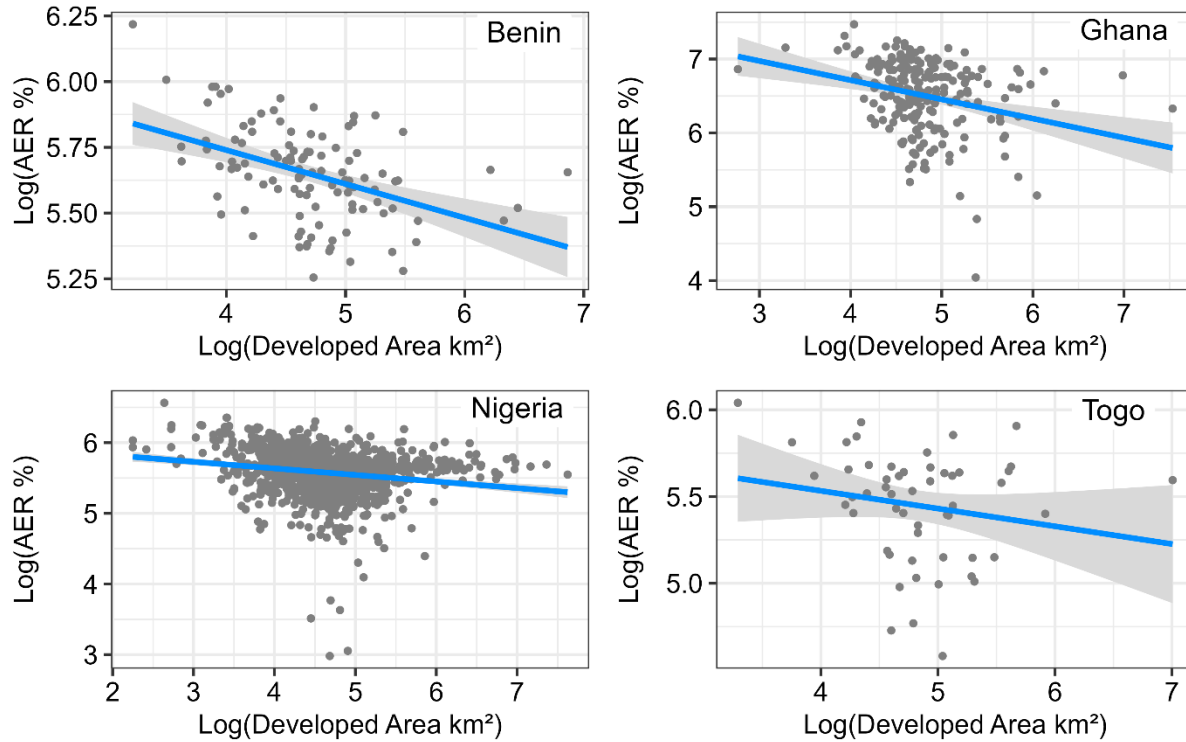 Benin
Log(AER %)
6.25
6.00
5.75
5.50
5.25
4 5 6 7
Log(Developed Area km²)
Ghana
Log(AER %)
7
6
5
4
3 4 5 6 7
Log(Developed Area km²)
Nigeria
Log(AER %)
6
5
4
3
2 3 4 5 6 7
Log(Developed Area km²)
Togo
Log(AER %)
6.0
5.5
5.0
4 5 6 7
Log(Developed Area km²)